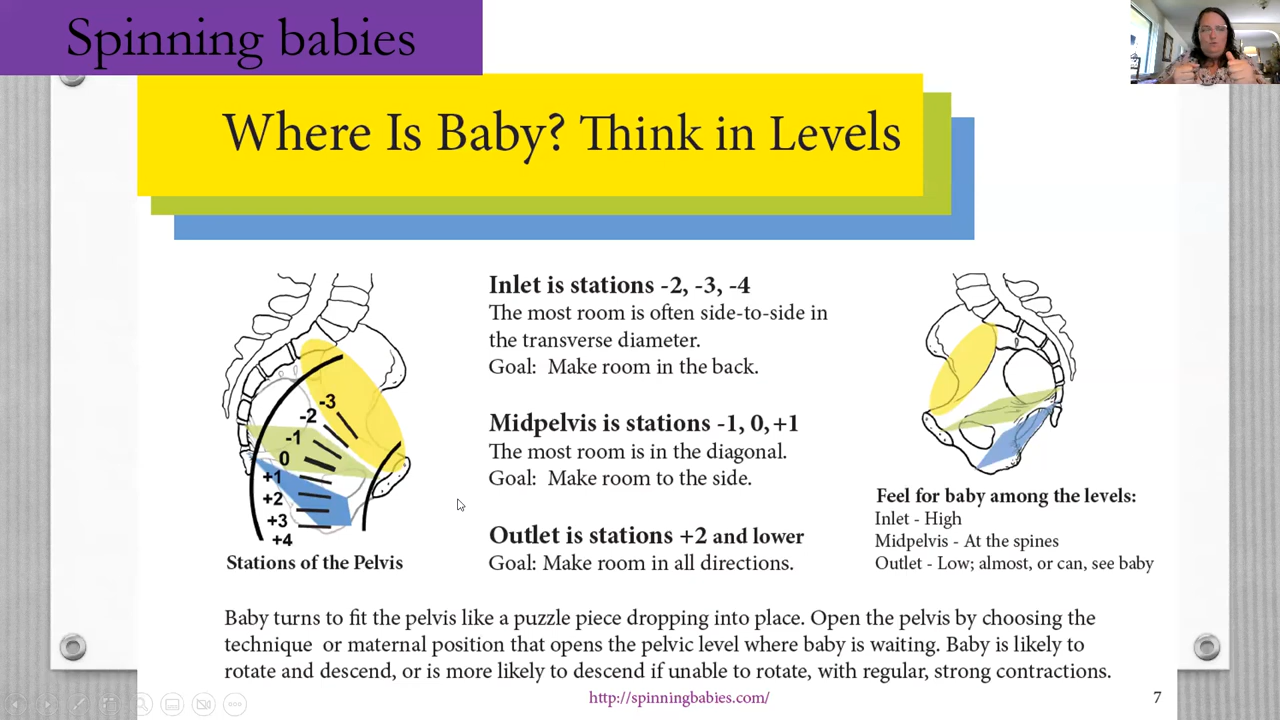 Spinning babies
Where Is Baby? Think in Levels
-3
-2
-1
0
+1
+2
+3
+4
Stations of the Pelvis
Inlet is stations -2, -3, -4
The most room is often side-to-side in
the transverse diameter.
Goal: Make room in the back.
Midpelvis is stations -1, 0, +1
The most room is in the diagonal.
Goal: Make room to the side.
Outlet is stations +2 and lower
Goal: Make room in all directions.
Feel for baby among the levels:
Inlet - High
Midpelvis - At the spines
Outlet - Low; almost, or can, see baby
Baby turns to fit the pelvis like a puzzle piece dropping into place. Open the pelvis by choosing the
technique or maternal position that opens the pelvic level where baby is waiting. Baby is likely to
rotate and descend, or is more likely to descend if unable to rotate, with regular, strong contractions.
http://spinningbabies.com/
7